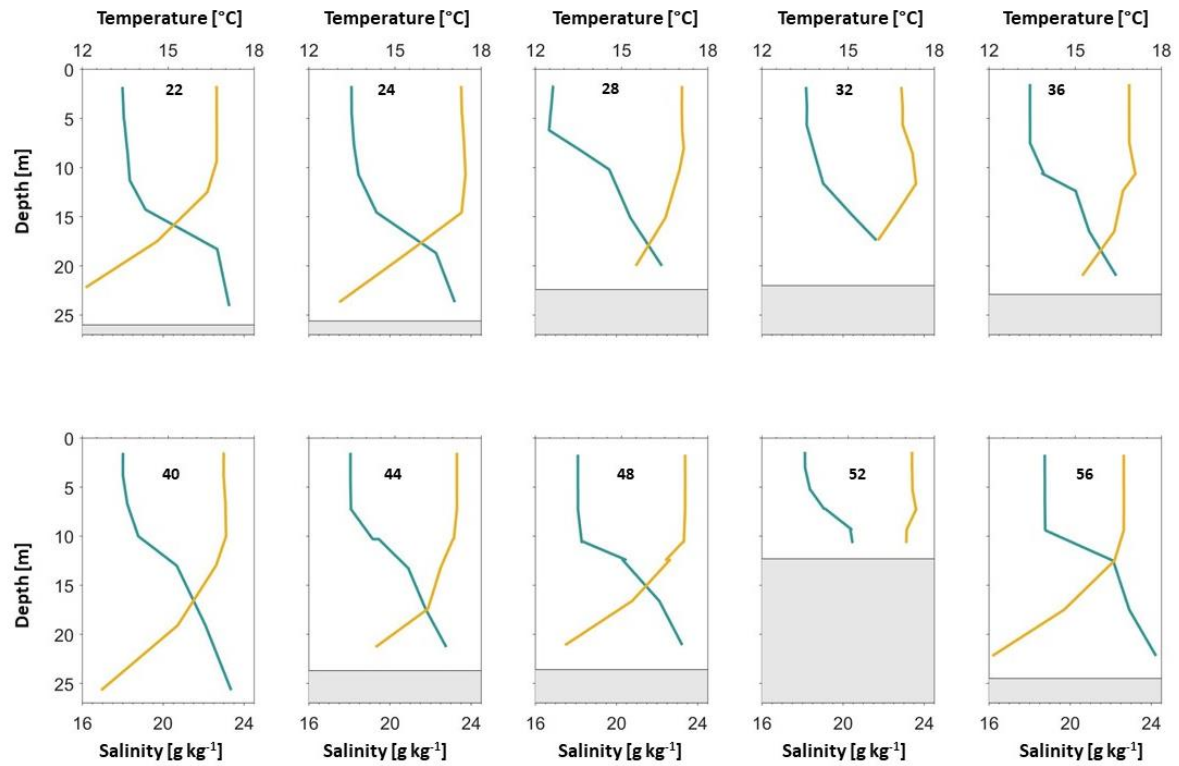 Temperature [°C] Temperature [°C] Temperature [°C] Temperature [°C] Temperature [°C]
12 15 18 12 15 18 12 15 18 12 15 18 12 15 18
0
22 24 28 32 36
5
10
15
20
25
Depth [m]
0
40 44 48 52 56
5
10
15
20
25
Depth [m]
16 20 24 16 20 24 16 20 24 16 20 24 16 20 24
Salinity [g kg⁻¹] Salinity [g kg⁻¹] Salinity [g kg⁻¹] Salinity [g kg⁻¹] Salinity [g kg⁻¹]